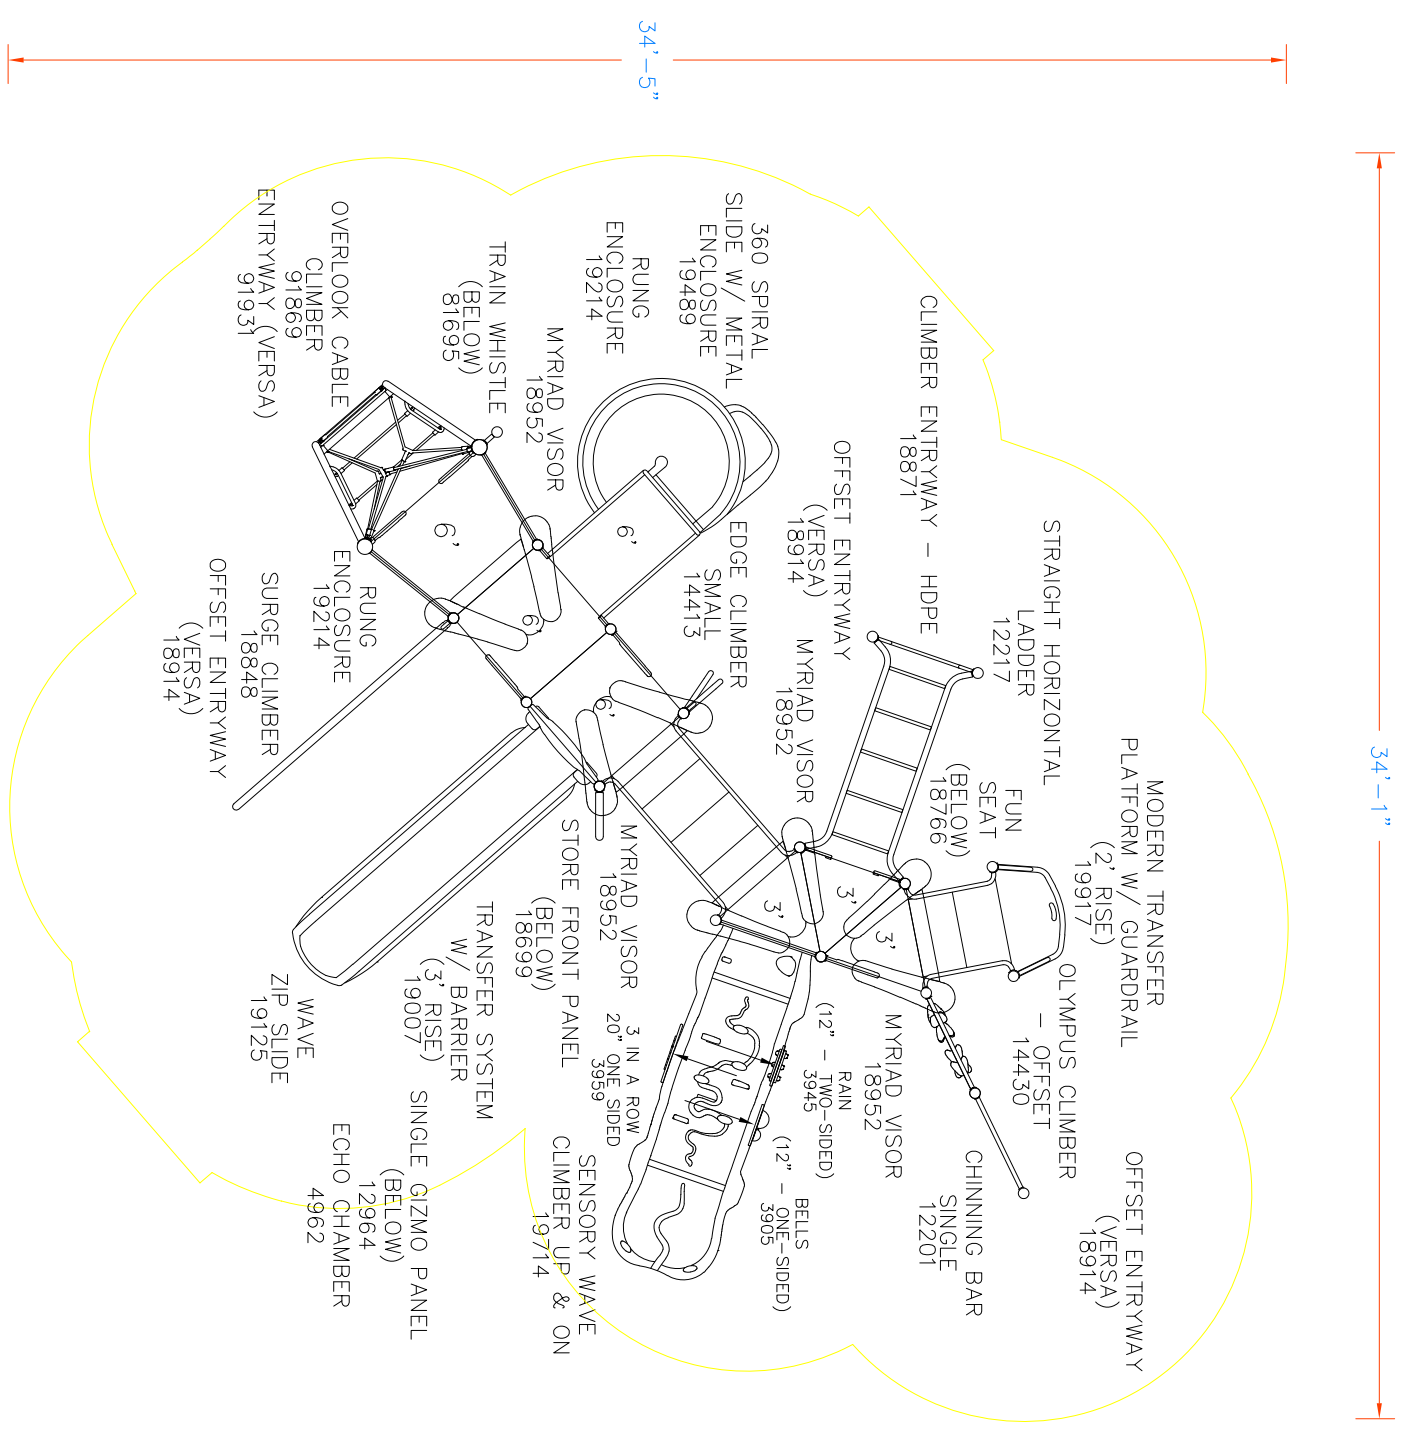 34'-5"
34'-1"
MODERN TRANSFER
PLATFORM W/ GUARDRAIL
(2' RISE)
19917
OFFSET ENTRYWAY
(VERSA)
18914
STRAIGHT HORIZONTAL
LADDER
12217
OLYMPUS CLIMBER
- OFFSET
14430
FUN
SEAT
(BELOW)
18766
CHINNING BAR
SINGLE
12201
CLIMBER ENTRYWAY - HDPE
18871
OFFSET ENTRYWAY
(VERSA)
18914
MYRIAD VISOR
18952
MYRIAD VISOR
18952
RAIN
(12" - TWO-SIDED)
3945
BELLS
(12" - ONE-SIDED)
3905
360 SPIRAL
SLIDE W/ METAL
ENCLOSURE
19489
EDGE CLIMBER
SMALL
14413
RUNG
ENCLOSURE
19214
MYRIAD VISOR
18952
3 IN A ROW
20" ONE SIDED
3959
MYRIAD VISOR
18952
STORE FRONT PANEL
(BELOW)
18699
SENSORY WAVE
CLIMBER UP & ON
19714
TRAIN WHISTLE
(BELOW)
81695
TRANSFER SYSTEM
W/ BARRIER
(3' RISE)
19007
SINGLE GIZMO PANEL
(BELOW)
12964
ECHO CHAMBER
4962
OVERLOOK CABLE
CLIMBER
91869
ENTRYWAY (VERSA)
91931
RUNG
ENCLOSURE
19214
SURGE CLIMBER
18848
OFFSET ENTRYWAY
(VERSA)
18914
WAVE
ZIP SLIDE
19125
6'
6'
6'
6'
3'
3'
3'